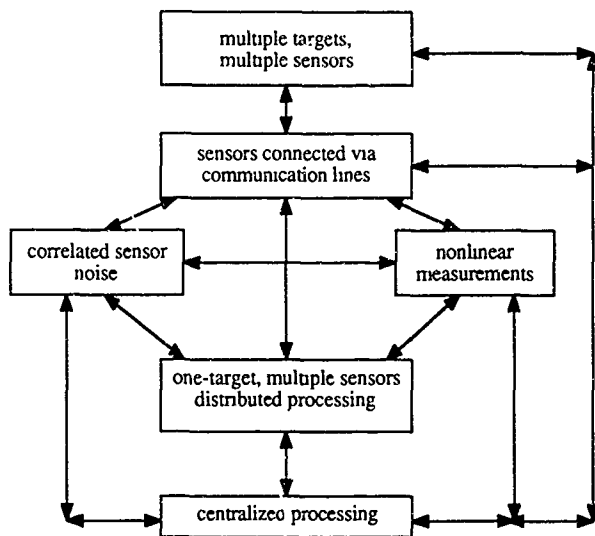 multiple targets,
multiple sensors
sensors connected via
communication lines
correlated sensor
noise
nonlinear
measurements
one-target, multiple sensors
distributed processing
centralized processing